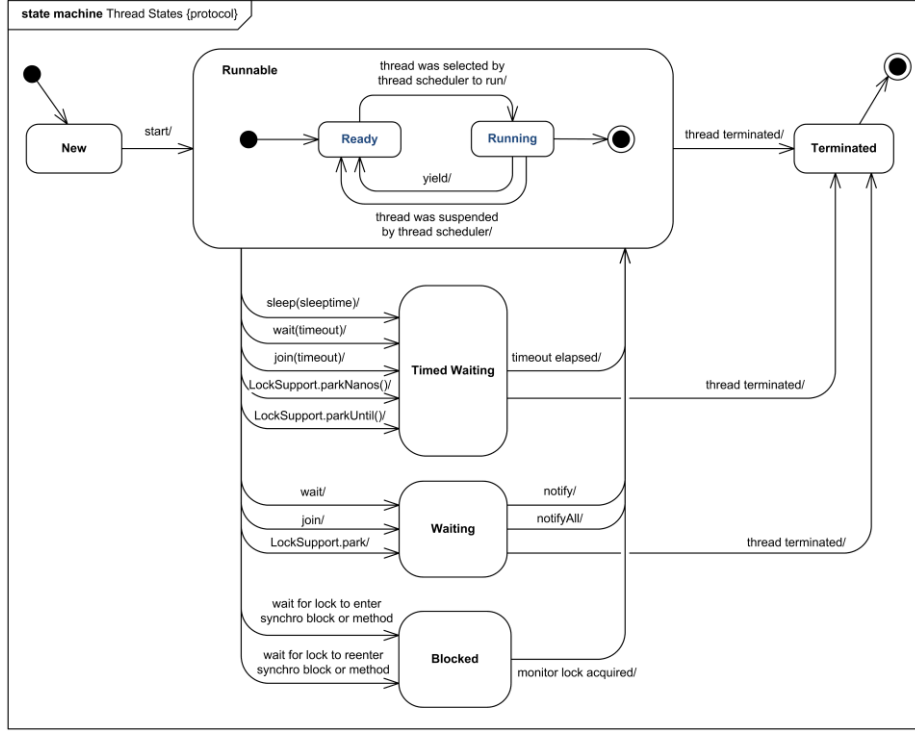 state machine Thread States {protocol}
Runnable
thread was selected by
thread scheduler to run/
New
start/
Ready
Running
yield/
thread was suspended
by thread scheduler/
thread terminated/
Terminated
sleep(sleeptime)/
wait(timeout)/
join(timeout)/
LockSupport.parkNanos()/
LockSupport.parkUntil()/
Timed Waiting
timeout elapsed/
thread terminated/
wait/
join/
LockSupport.park/
Waiting
notify/
notifyAll/
thread terminated/
wait for lock to enter
synchro block or method
wait for lock to reenter
synchro block or method
Blocked
monitor lock acquired/